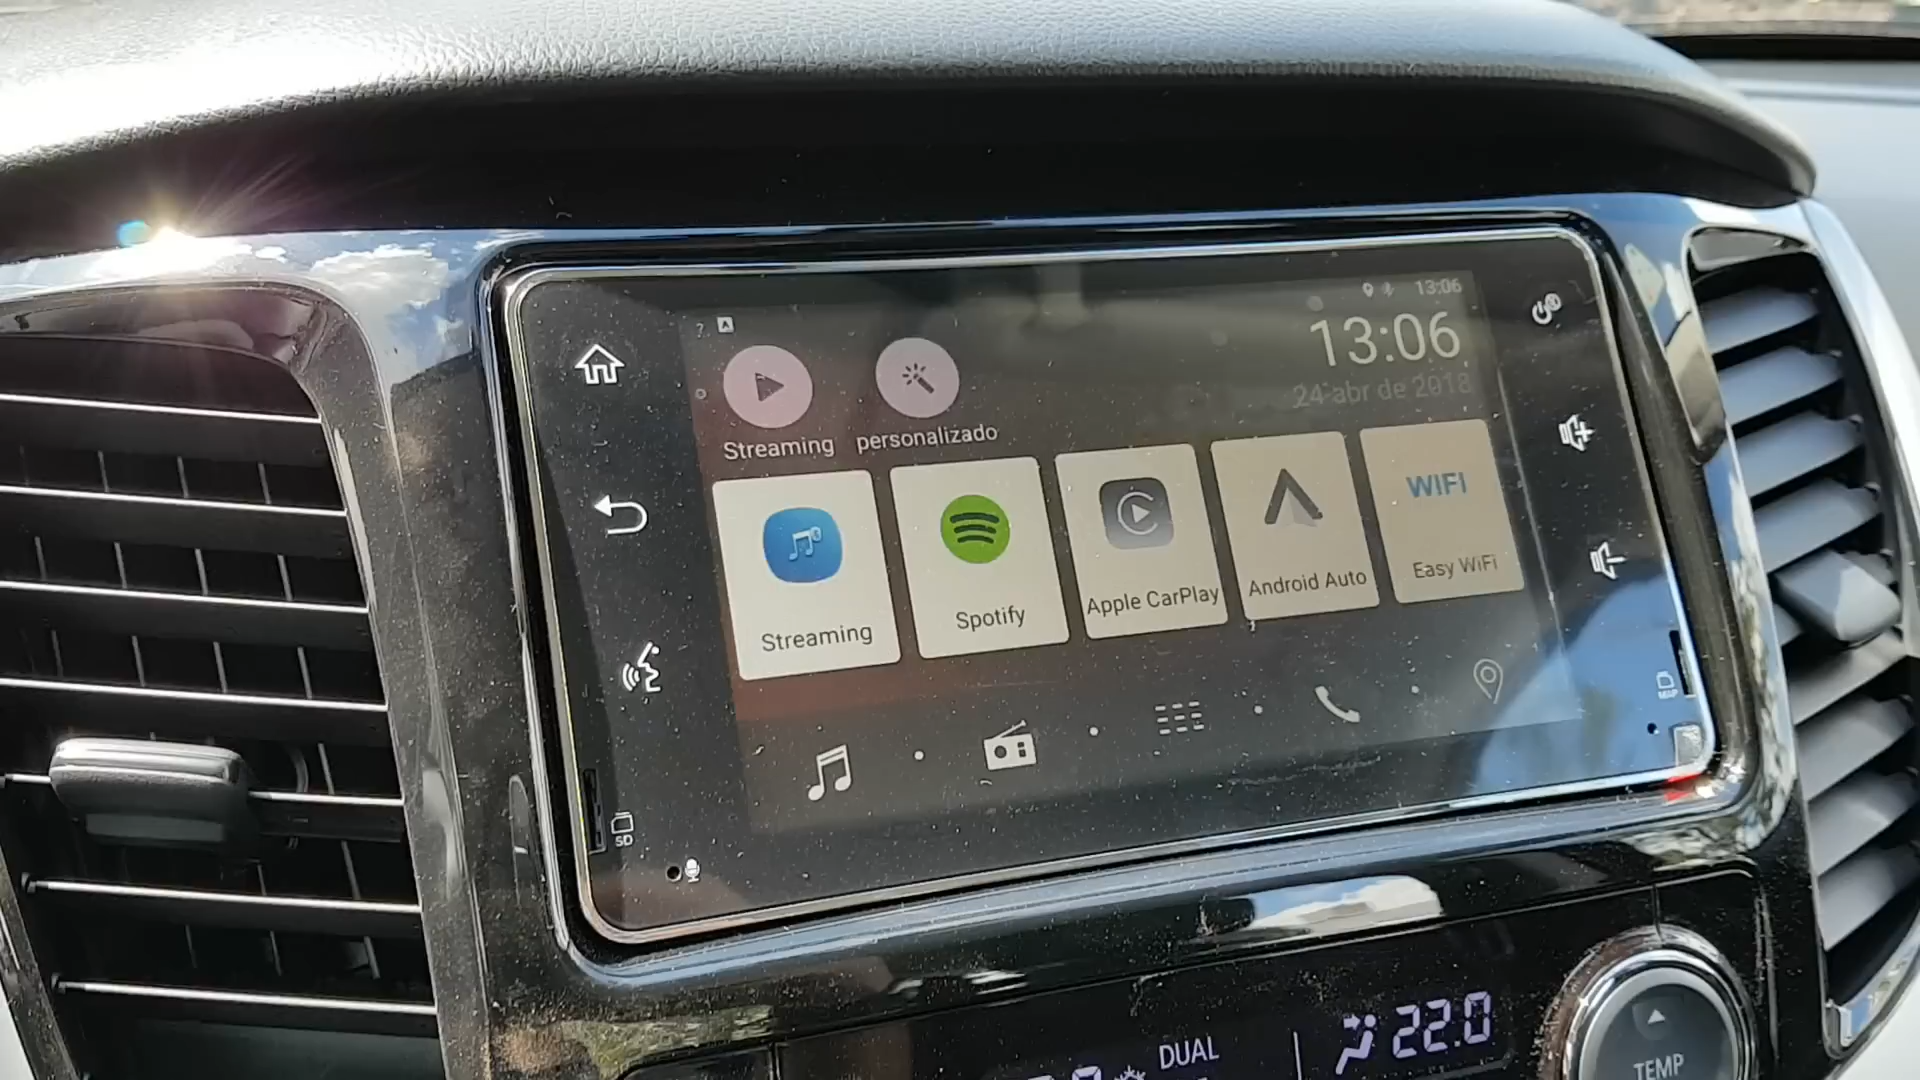 13:06
?
13:06
24 abr de 2018
Streaming
personalizado
WIFI
Streaming
Spotify
Apple CarPlay
Android Auto
Easy WiFi
MAP
SD
DUAL
22.0
TEMP